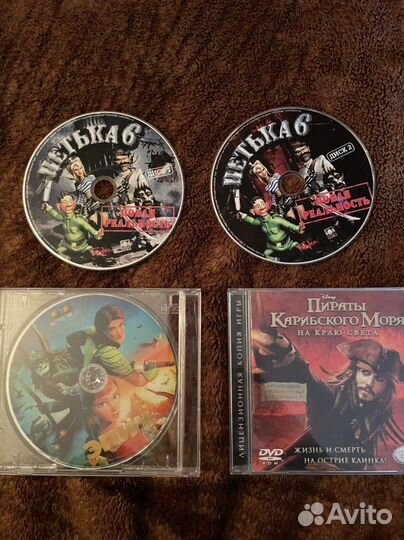 ПЕТЬКА 6
ДИСК 1
НОВАЯ
РЕАЛЬНОСТЬ
ПЕТЬКА 6
ДИСК 2
НОВАЯ
РЕАЛЬНОСТЬ
ЛИЦЕНЗИОННАЯ КОПИЯ ИГРЫ
Disney
ПИРАТЫ
КАРИБСКОГО МОРЯ
НА КРАЮ СВЕТА
ЖИЗНЬ И СМЕРТЬ
НА ОСТРИЕ КЛИНКА!
DVD
ROM
Avito